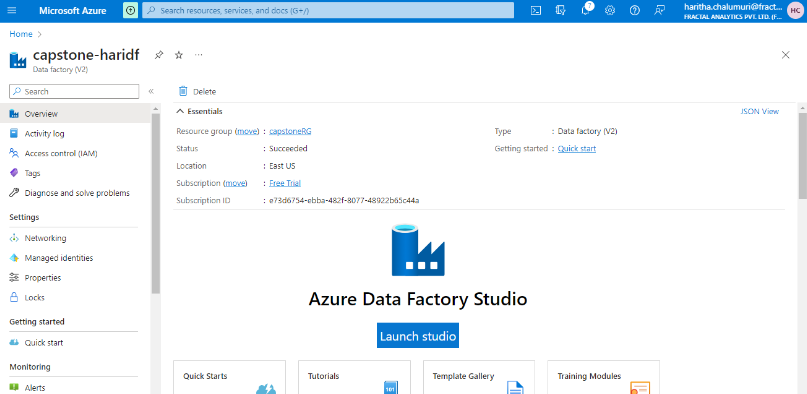 Microsoft Azure
Search resources, services, and docs (G+/)
7
haritha.chalumuri@fract...
FRACTAL ANALYTICS PVT. LTD. (F...
HC
Home
capstone-haridf
Data factory (V2)
Search
Delete
Overview
Activity log
Access control (IAM)
Tags
Diagnose and solve problems
Settings
Networking
Managed identities
Properties
Locks
Getting started
Quick start
Monitoring
Alerts
Essentials
JSON View
Resource group (move) : capstoneRG
Type : Data factory (V2)
Status : Succeeded
Getting started : Quick start
Location : East US
Subscription (move) : Free Trial
Subscription ID : e73d6754-ebba-482f-8077-48922b65c44a
Azure Data Factory Studio
Launch studio
Quick Starts
Tutorials
101
Template Gallery
Training Modules